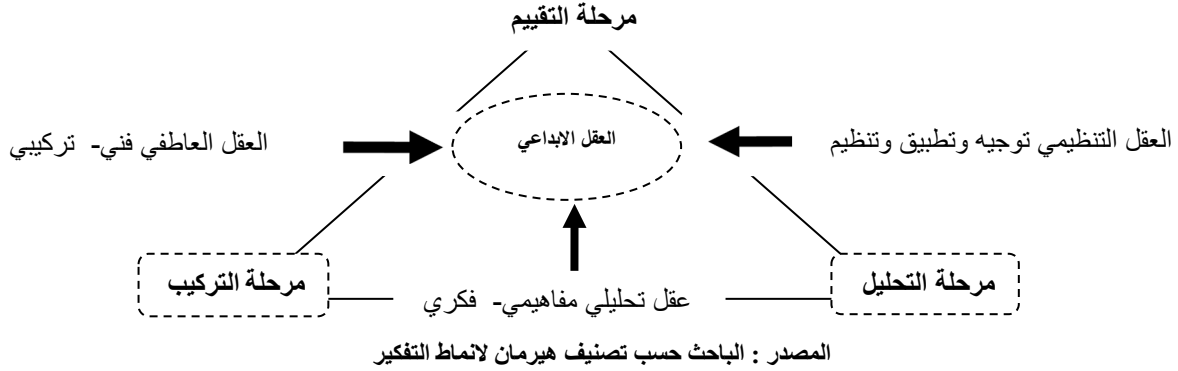 مرحلة التقييم
العقل الابداعي
العقل التنظيمي توجيه وتطبيق وتنظيم
العقل العاطفي فني- تركيبي
مرحلة التحليل
مرحلة التركيب
عقل تحليلي مفاهيمي- فكري
المصدر : الباحث حسب تصنيف هيرمان لانماط التفكير